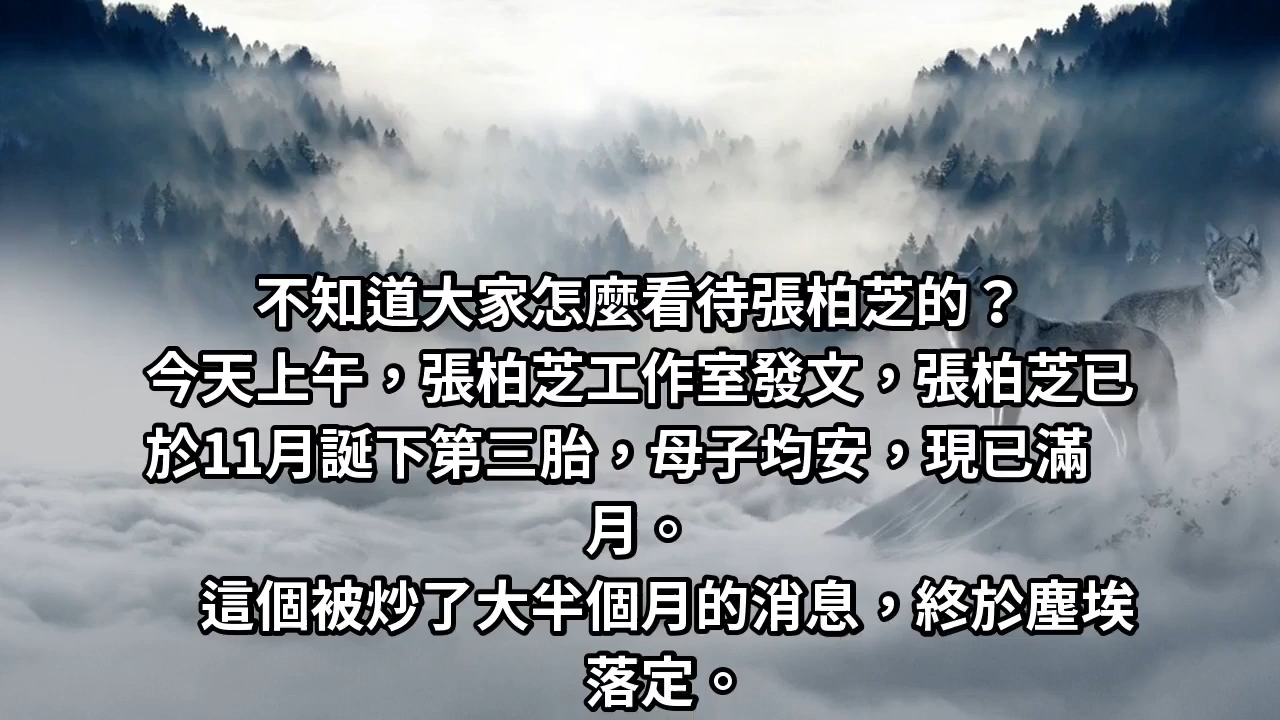 不知道大家怎麼看待張柏芝的？
今天上午，張柏芝工作室發文，張柏芝已
於11月誕下第三胎，母子均安，現已滿
月。
這個被炒了大半個月的消息，終於塵埃
落定。